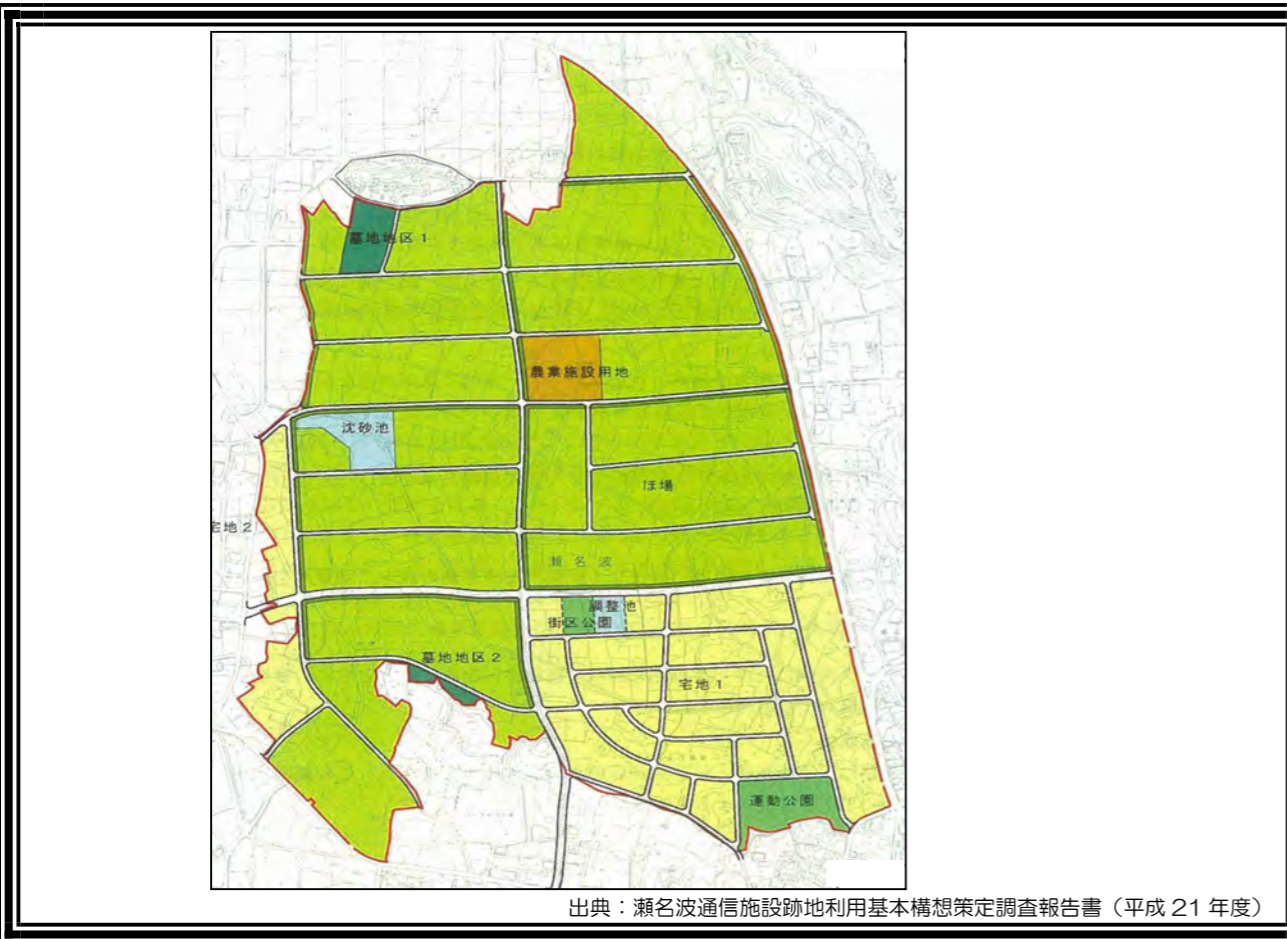 墓地地区1
農業施設用地
沈砂池
ほ場
宅地2
瀬名波
調整池
街区公園
墓地地区2
宅地1
運動公園
出典：瀬名波通信施設跡地利用基本構想策定調査報告書（平成 21 年度）